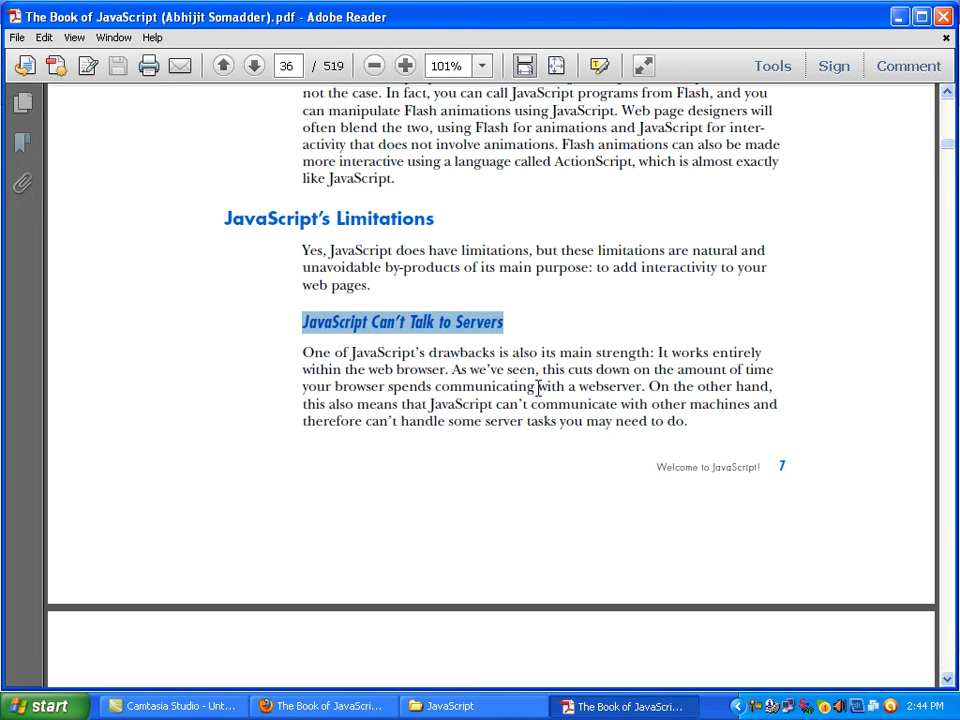 The Book of JavaScript (Abhijit Somadder).pdf - Adobe Reader
File Edit View Window Help
36 / 519 101% Tools Sign Comment
not the case. In fact, you can call JavaScript programs from Flash, and you
can manipulate Flash animations using JavaScript. Web page designers will
often blend the two, using Flash for animations and JavaScript for inter-
activity that does not involve animations. Flash animations can also be made
more interactive using a language called ActionScript, which is almost exactly
like JavaScript.
JavaScript's Limitations
Yes, JavaScript does have limitations, but these limitations are natural and
unavoidable by-products of its main purpose: to add interactivity to your
web pages.
JavaScript Can't Talk to Servers
One of JavaScript's drawbacks is also its main strength: It works entirely
within the web browser. As we've seen, this cuts down on the amount of time
your browser spends communicating with a webserver. On the other hand,
this also means that JavaScript can't communicate with other machines and
therefore can't handle some server tasks you may need to do.
Welcome to JavaScript! 7
start Camtasia Studio - Unt... The Book of JavaScri... JavaScript The Book of JavaScri... 2:44 PM